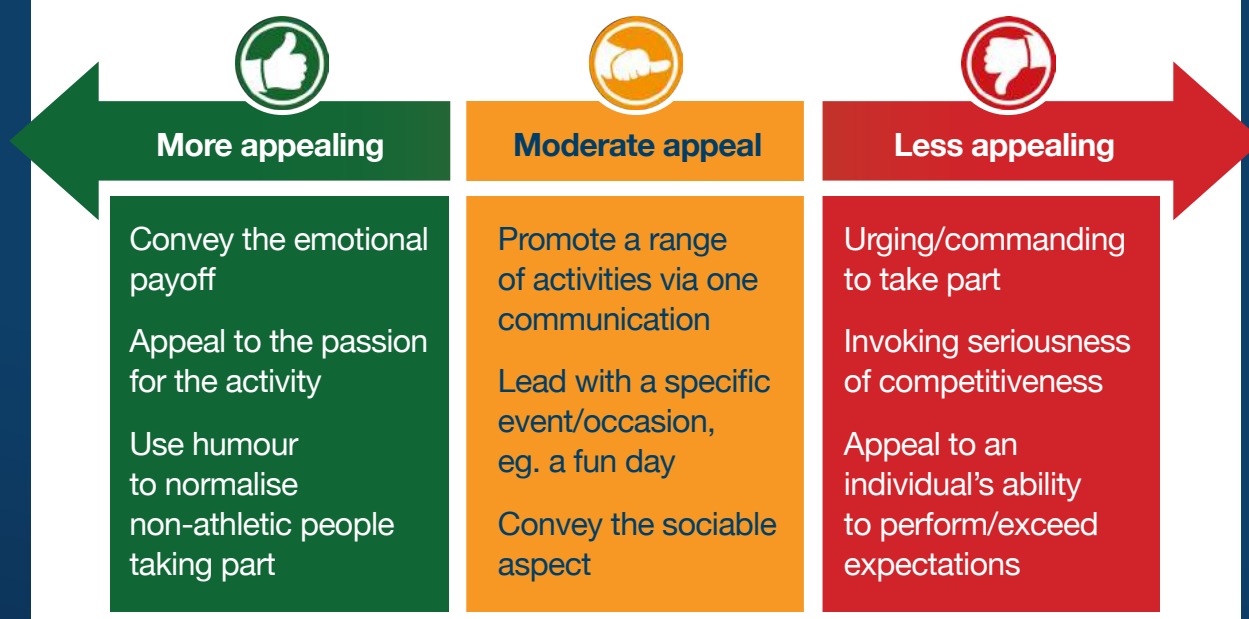 More appealing
Convey the emotional
payoff
Appeal to the passion
for the activity
Use humour
to normalise
non-athletic people
taking part
Moderate appeal
Promote a range
of activities via one
communication
Lead with a specific
event/occasion,
eg. a fun day
Convey the sociable
aspect
Less appealing
Urging/commanding
to take part
Invoking seriousness
of competitiveness
Appeal to an
individual’s ability
to perform/exceed
expectations